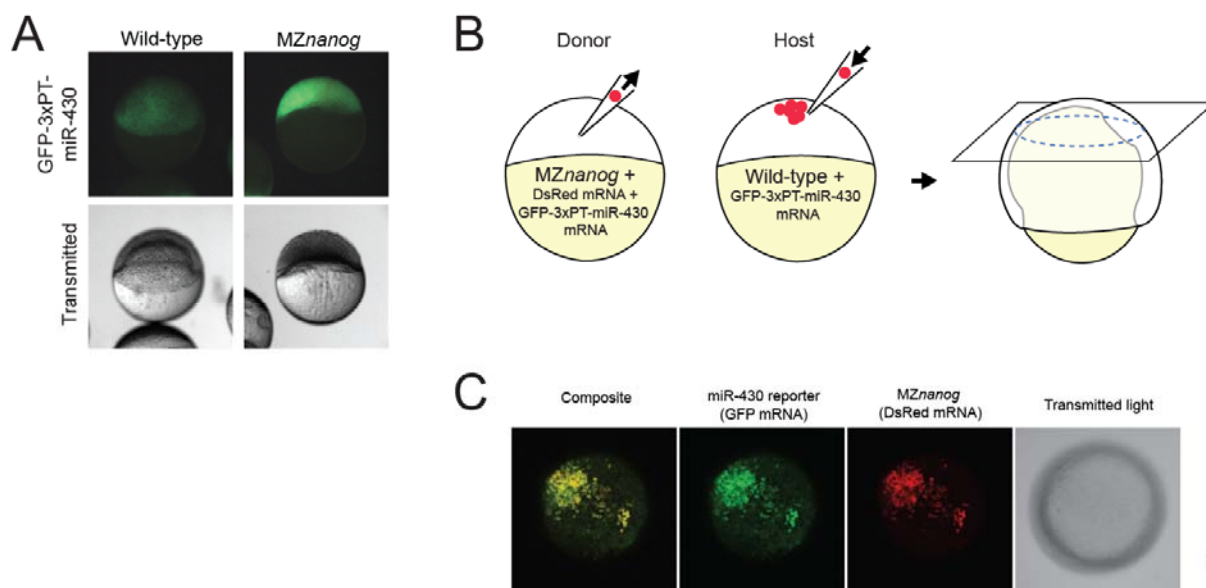 A
Wild-type
MZnanog
GFP-3xPT-
miR-430
Transmitted
B
Donor
Host
MZnanog +
DsRed mRNA +
GFP-3xPT-miR-430
mRNA
Wild-type +
GFP-3xPT-miR-430
mRNA
C
Composite
miR-430 reporter
(GFP mRNA)
MZnanog
(DsRed mRNA)
Transmitted light